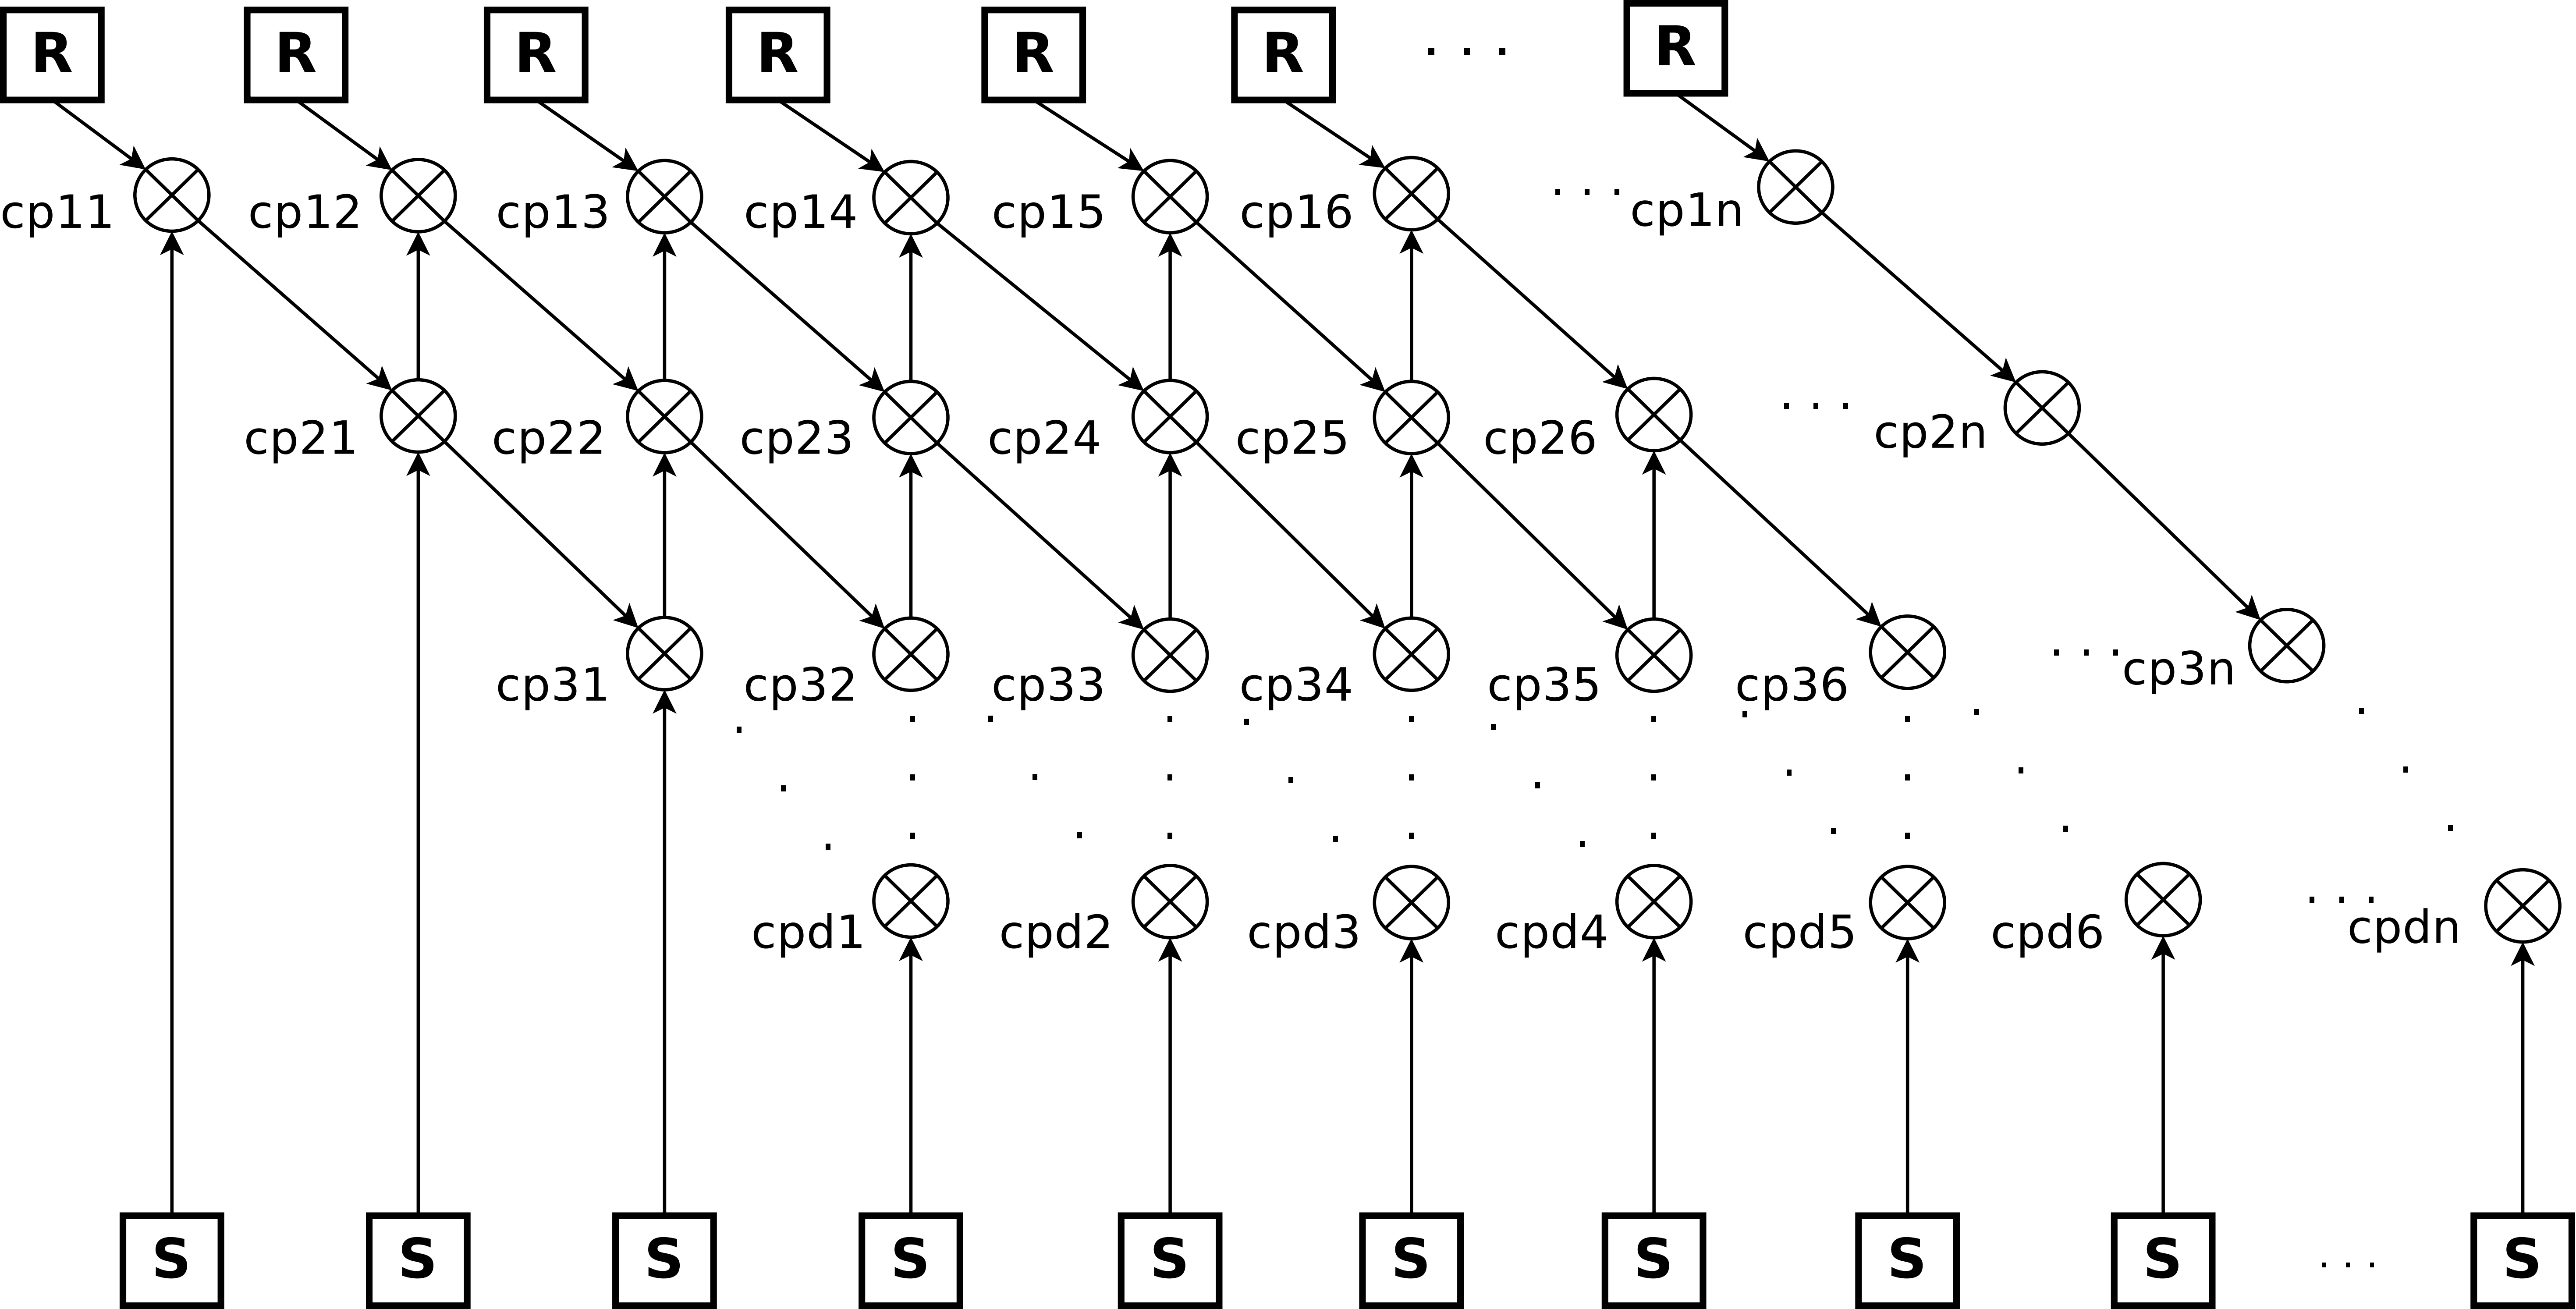 R R R R R R . . . R
cp11 cp12 cp13 cp14 cp15 cp16 . . . cp1n
cp21 cp22 cp23 cp24 cp25 cp26 . . . cp2n
cp31 cp32 cp33 cp34 cp35 cp36 . . . cp3n
cpd1 cpd2 cpd3 cpd4 cpd5 cpd6 . . . cpdn
S S S S S S S S S . . . S